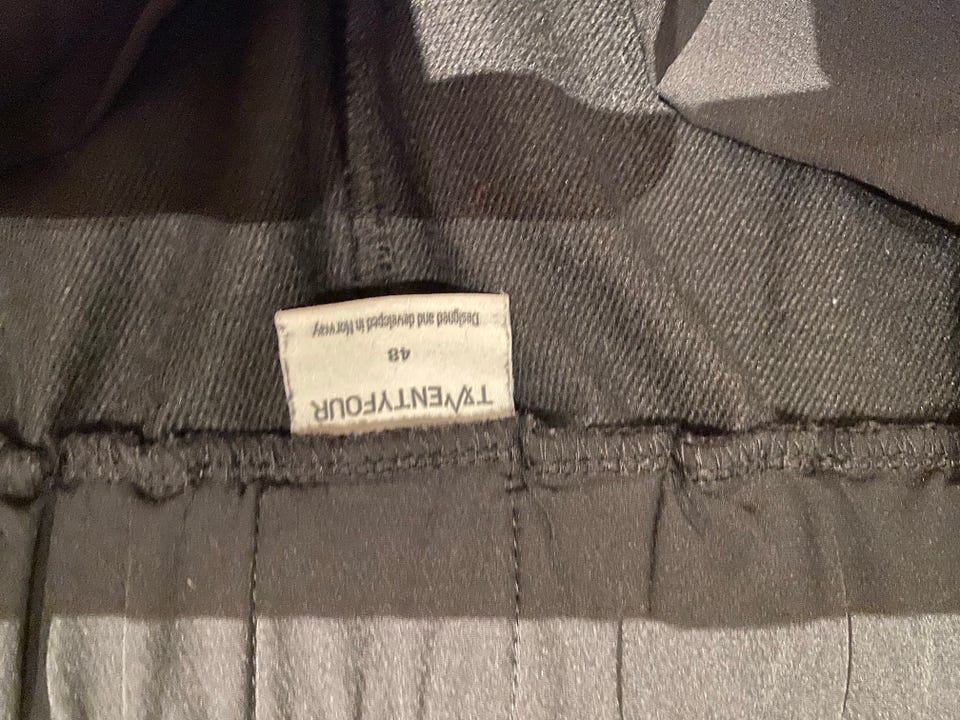 TWENTYFOUR
48
Designed and developed in Norway